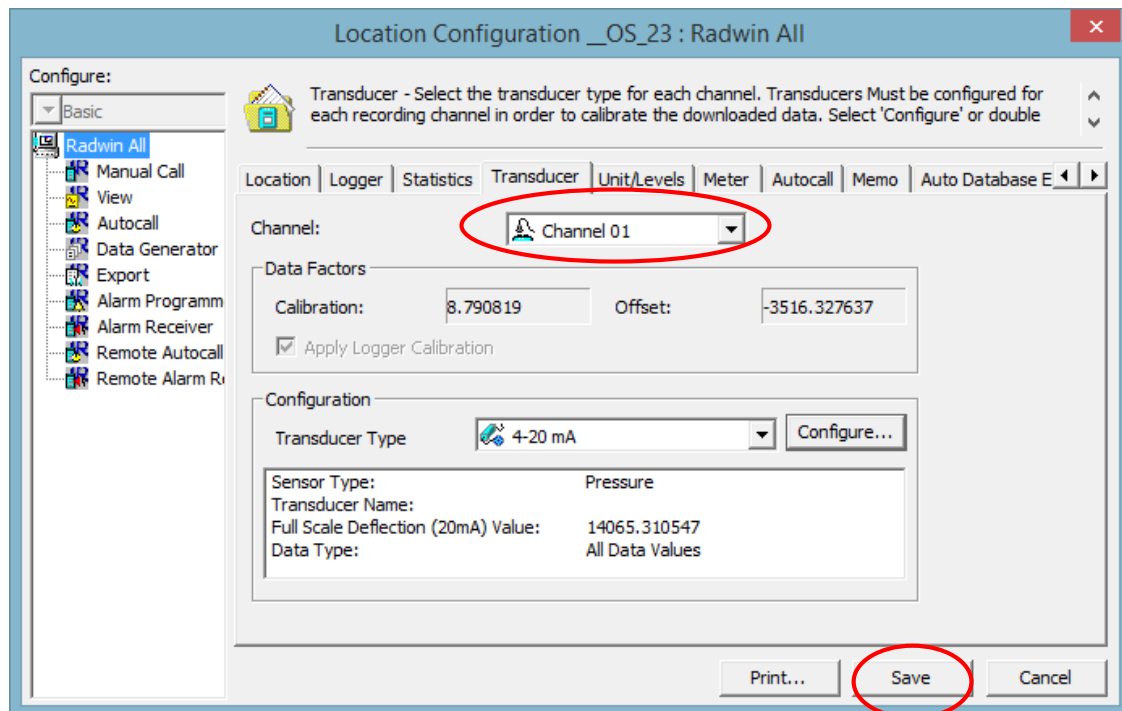 Location Configuration __OS_23 : Radwin All
Configure:
Basic
Radwin All
Manual Call
View
Autocall
Data Generator
Export
Alarm Programm
Alarm Receiver
Remote Autocall
Remote Alarm R
Transducer - Select the transducer type for each channel. Transducers Must be configured for
each recording channel in order to calibrate the downloaded data. Select 'Configure' or double
Location Logger Statistics Transducer Unit/Levels Meter Autocall Memo Auto Database E
Channel: Channel 01
Data Factors
Calibration: 8.790819 Offset: -3516.327637
Apply Logger Calibration
Configuration
Transducer Type 4-20 mA Configure...
Sensor Type: Pressure
Transducer Name:
Full Scale Deflection (20mA) Value: 14065.310547
Data Type: All Data Values
Print... Save Cancel